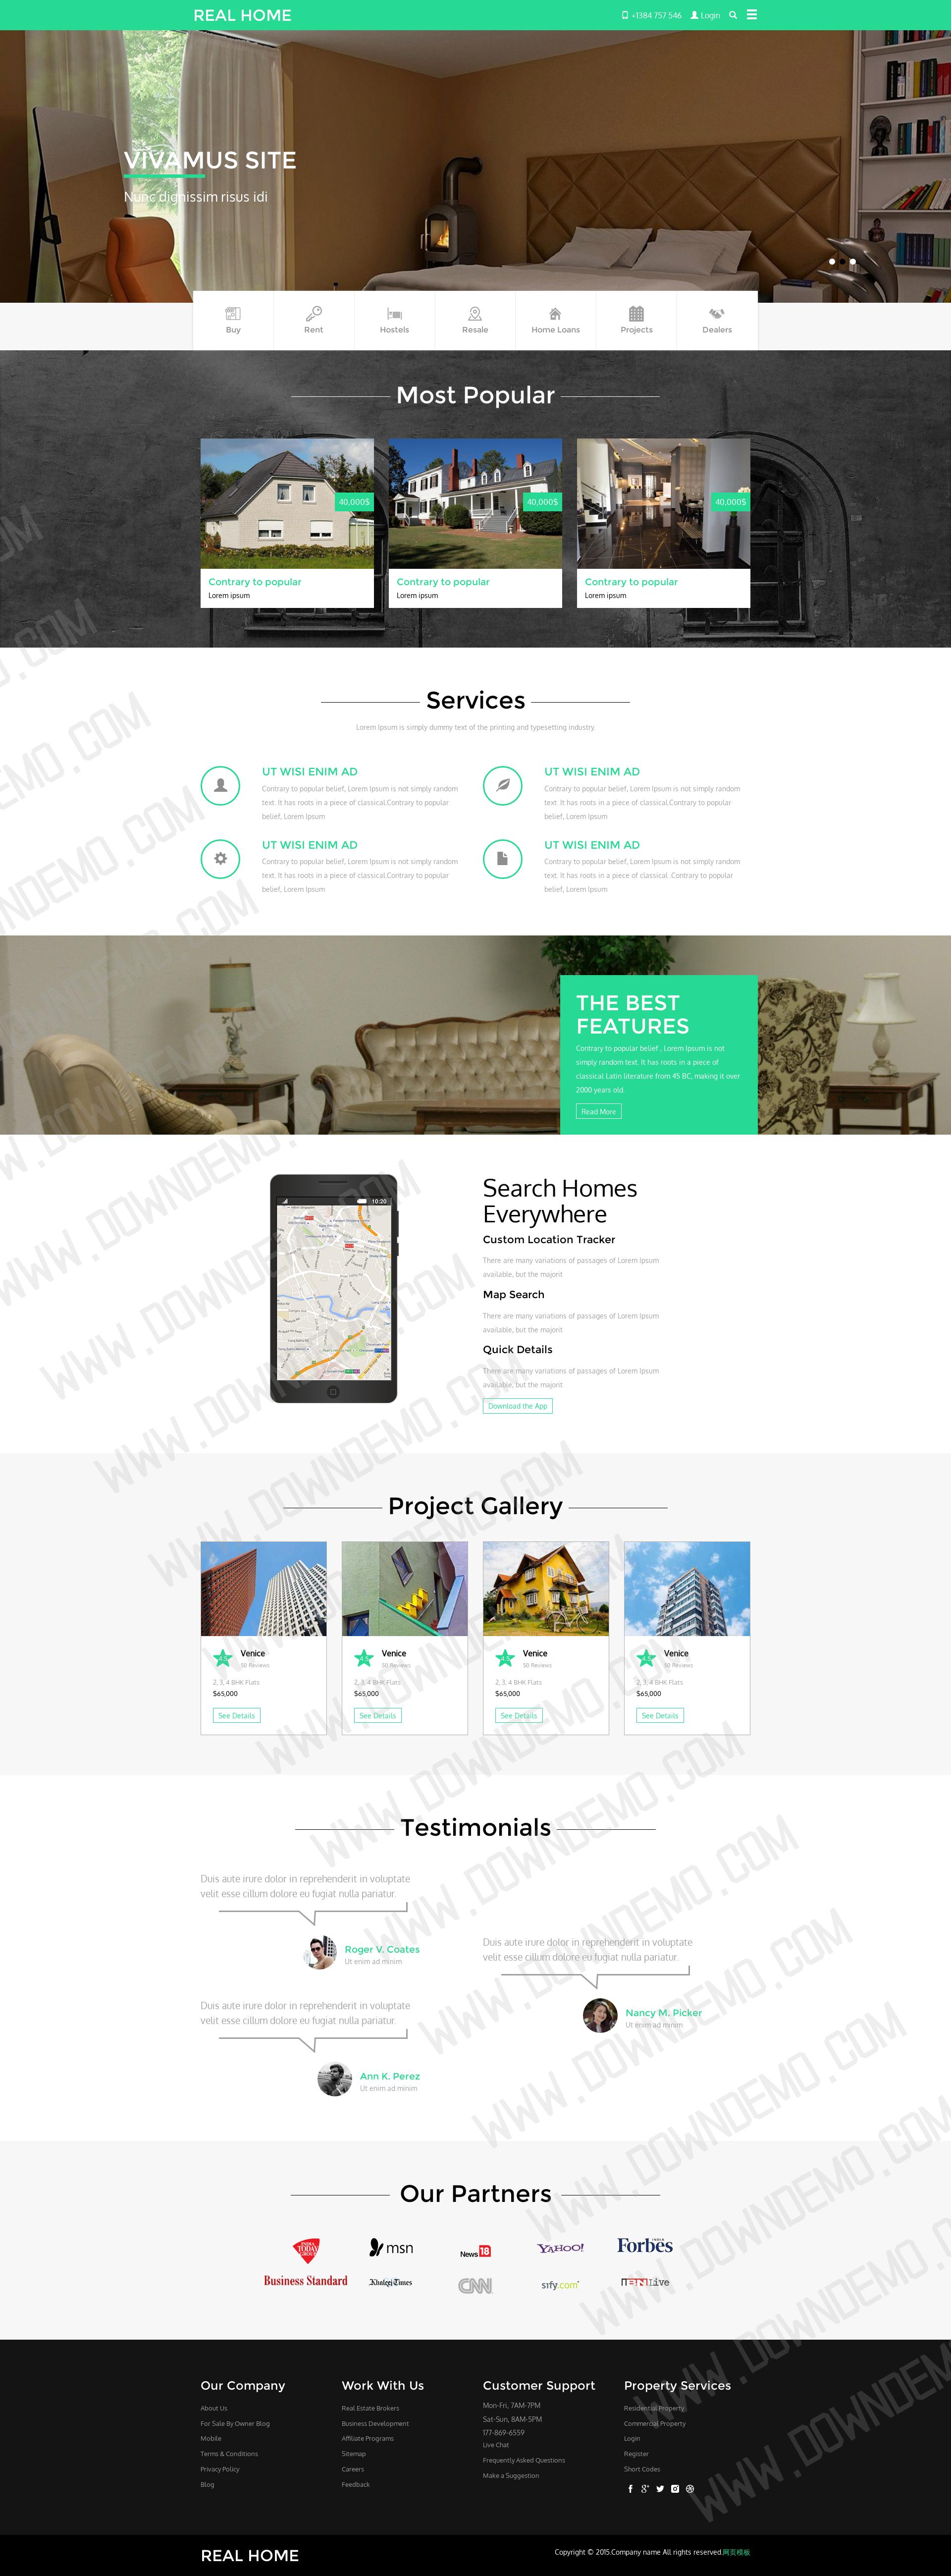 REAL HOME
+1384 757 546
Login
VIVAMUS SITE
Nunc dignissim risus idi
Buy
Rent
Hostels
Resale
Home Loans
Projects
Dealers
Most Popular
40,000$
40,000$
40,000$
Contrary to popular
Lorem ipsum
Contrary to popular
Lorem ipsum
Contrary to popular
Lorem ipsum
Services
Lorem Ipsum is simply dummy text of the printing and typesetting industry.
UT WISI ENIM AD
Contrary to popular belief, Lorem Ipsum is not simply random
text. It has roots in a piece of classical,Contrary to popular
belief, Lorem Ipsum
UT WISI ENIM AD
Contrary to popular belief, Lorem Ipsum is not simply random
text. It has roots in a piece of classical,Contrary to popular
belief, Lorem Ipsum
UT WISI ENIM AD
Contrary to popular belief, Lorem Ipsum is not simply random
text. It has roots in a piece of classical,Contrary to popular
belief, Lorem Ipsum
UT WISI ENIM AD
Contrary to popular belief, Lorem Ipsum is not simply random
text. It has roots in a piece of classical. Contrary to popular
belief, Lorem Ipsum
THE BEST
FEATURES
Contrary to popular belief , Lorem Ipsum is not
simply random text. It has roots in a piece of
classical Latin literature from 45 BC, making it over
2000 years old.
Read More
10:20
Search Homes
Everywhere
Custom Location Tracker
There are many variations of passages of Lorem Ipsum
available, but the majorit
Map Search
There are many variations of passages of Lorem Ipsum
available, but the majorit
Quick Details
There are many variations of passages of Lorem Ipsum
available, but the majorit
Download the App
Project Gallery
Venice
50 Reviews
2, 3, 4 BHK Flats
$65,000
See Details
Venice
50 Reviews
2, 3, 4 BHK Flats
$65,000
See Details
Venice
50 Reviews
2, 3, 4 BHK Flats
$65,000
See Details
Venice
50 Reviews
2, 3, 4 BHK Flats
$65,000
See Details
Testimonials
Duis aute irure dolor in reprehenderit in voluptate
velit esse cillum dolore eu fugiat nulla pariatur.
Roger V. Coates
Ut enim ad minim
Duis aute irure dolor in reprehenderit in voluptate
velit esse cillum dolore eu fugiat nulla pariatur.
Nancy M. Picker
Ut enim ad minim
Duis aute irure dolor in reprehenderit in voluptate
velit esse cillum dolore eu fugiat nulla pariatur.
Ann K. Perez
Ut enim ad minim
Our Partners
INDIA
TODAY
GROUP
msn
News18
YAHOO!
INDIA
Forbes
Business Standard
Khaleej Times
CNN
sify.com
Our Company
About Us
For Sale By Owner Blog
Mobile
Terms & Conditions
Privacy Policy
Blog
Work With Us
Real Estate Brokers
Business Development
Affiliate Programs
Sitemap
Careers
Feedback
Customer Support
Mon-Fri, 7AM-7PM
Sat-Sun, 8AM-5PM
177-869-6559
Live Chat
Frequently Asked Questions
Make a Suggestion
Property Services
Residential Property
Commercial Property
Login
Register
Short Codes
REAL HOME
Copyright © 2015.Company name All rights reserved.网页模板
WWW.DOWNDEMO.COM